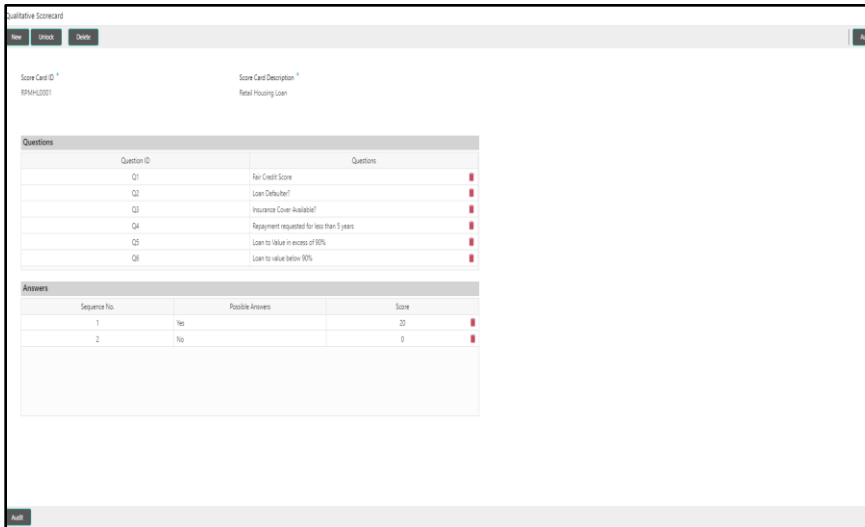 Qualitative Scorecard
New Unlock Delete Au
Score Card ID * Score Card Description *
RPMHL0001 Retail Housing Loan
Questions
Question ID Questions
Q1 Fair Credit Score
Q2 Loan Defaulter?
Q3 Insurance Cover Available?
Q4 Repayment requested for less than 5 years
Q5 Loan to Value in excess of 90%
Q6 Loan to value below 90%
Answers
Sequence No. Possible Answers Score
1 Yes 20
2 No 0
Audit